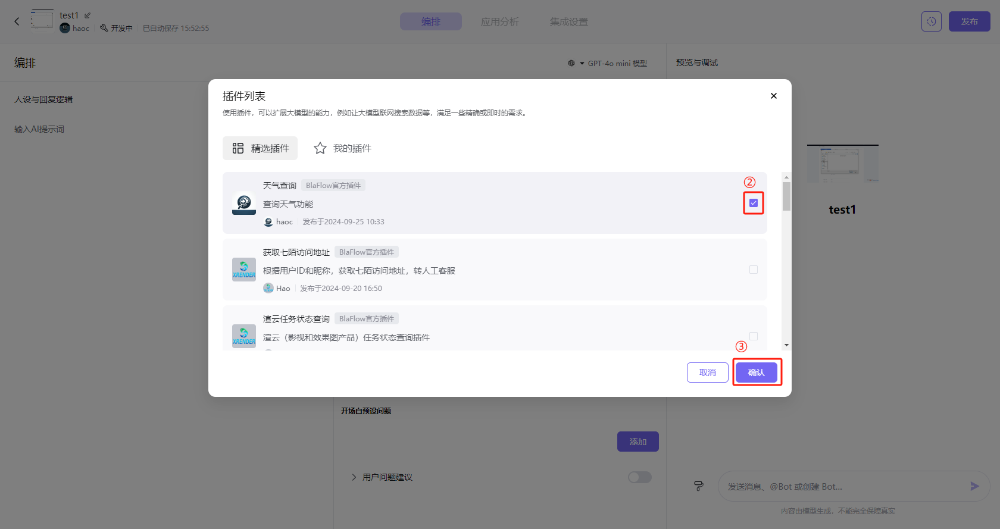 test1
haoc 开发中 已自动保存 15:52:55
编排 应用分析 集成设置
发布
编排
GPT-4o mini 模型
预览与调试
人设与回复逻辑
输入AI提示词
插件列表
使用插件，可以扩展大模型的能力，例如让大模型联网搜索数据等，满足一些精确或即时的需求。
精选插件 我的插件
天气查询 BlaFlow官方插件
查询天气功能
haoc 发布于2024-09-25 10:33
②
获取七陌访问地址 BlaFlow官方插件
XRENDER
根据用户ID和昵称，获取七陌访问地址，转人工客服
Hao 发布于2024-09-20 16:50
渲云任务状态查询 BlaFlow官方插件
XRENDER
渲云（影视和效果图产品）任务状态查询插件
③
取消 确认
test1
开场白预设问题
添加
用户问题建议
发送消息、@Bot 或创建 Bot...
内容由模型生成，不能完全保障真实